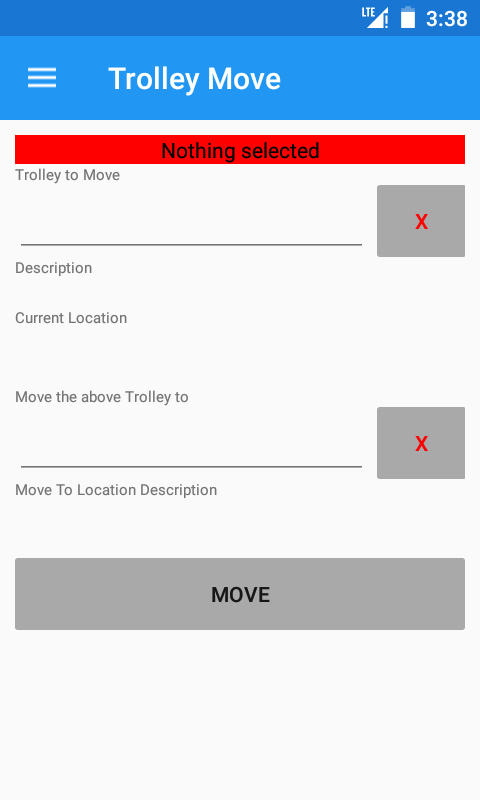 LTE 3:38
Trolley Move
Nothing selected
Trolley to Move
X
Description
Current Location
Move the above Trolley to
X
Move To Location Description
MOVE